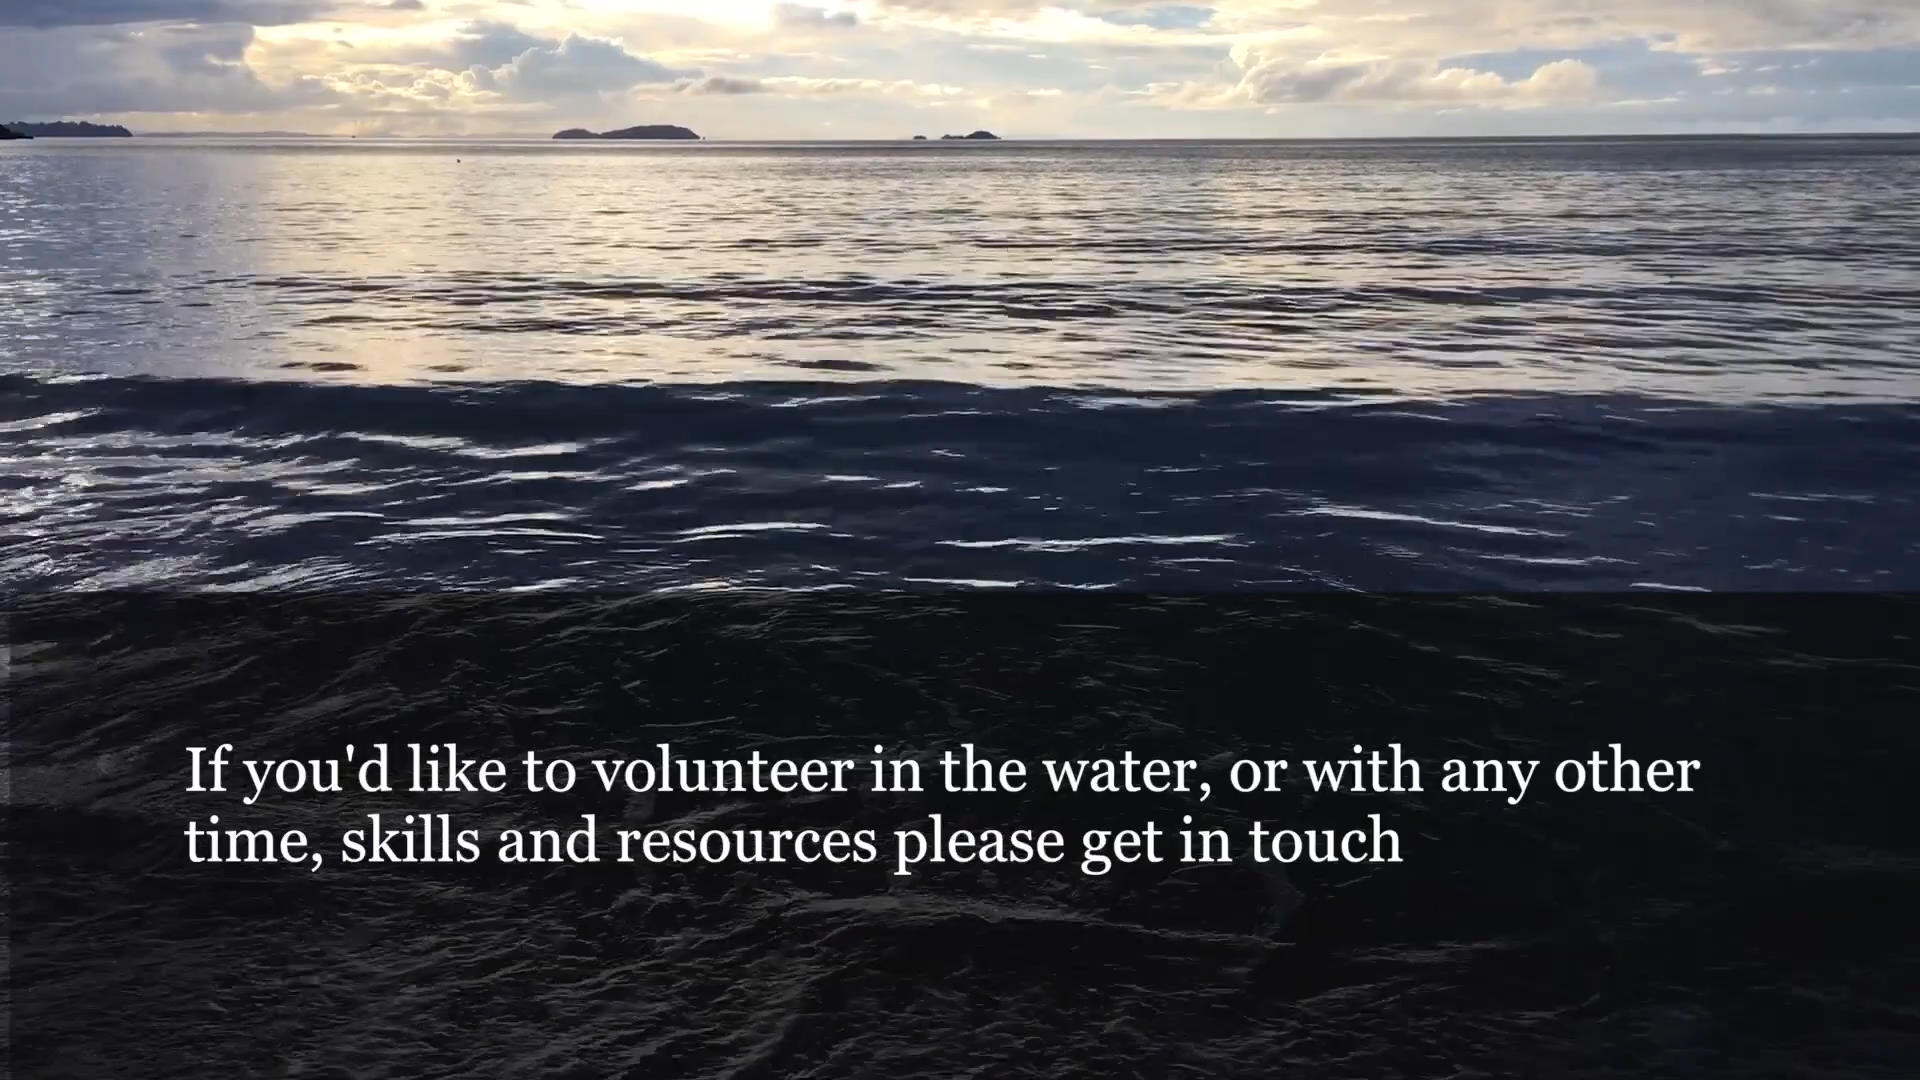 If you'd like to volunteer in the water, or with any other
time, skills and resources please get in touch